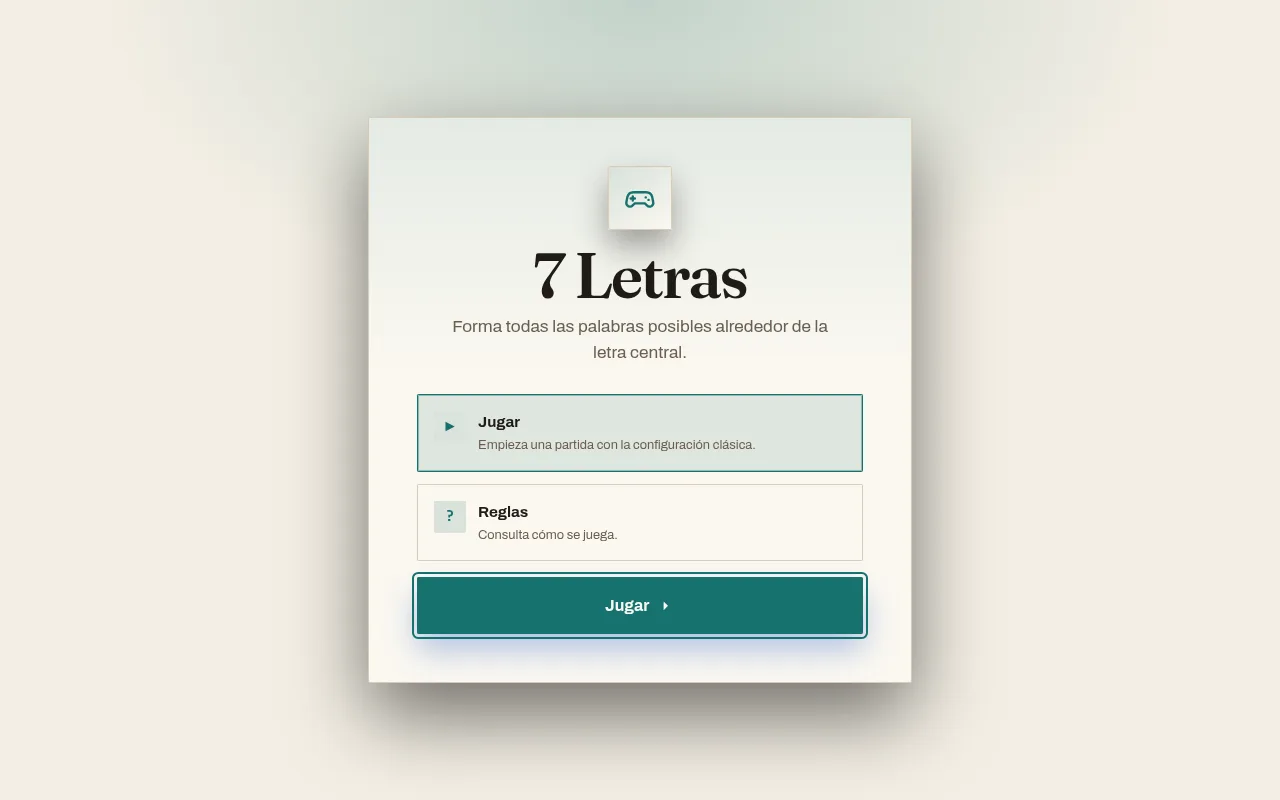 7 Letras
Forma todas las palabras posibles alrededor de la
letra central.
Jugar
Empieza una partida con la configuración clásica.
?
Reglas
Consulta cómo se juega.
Jugar